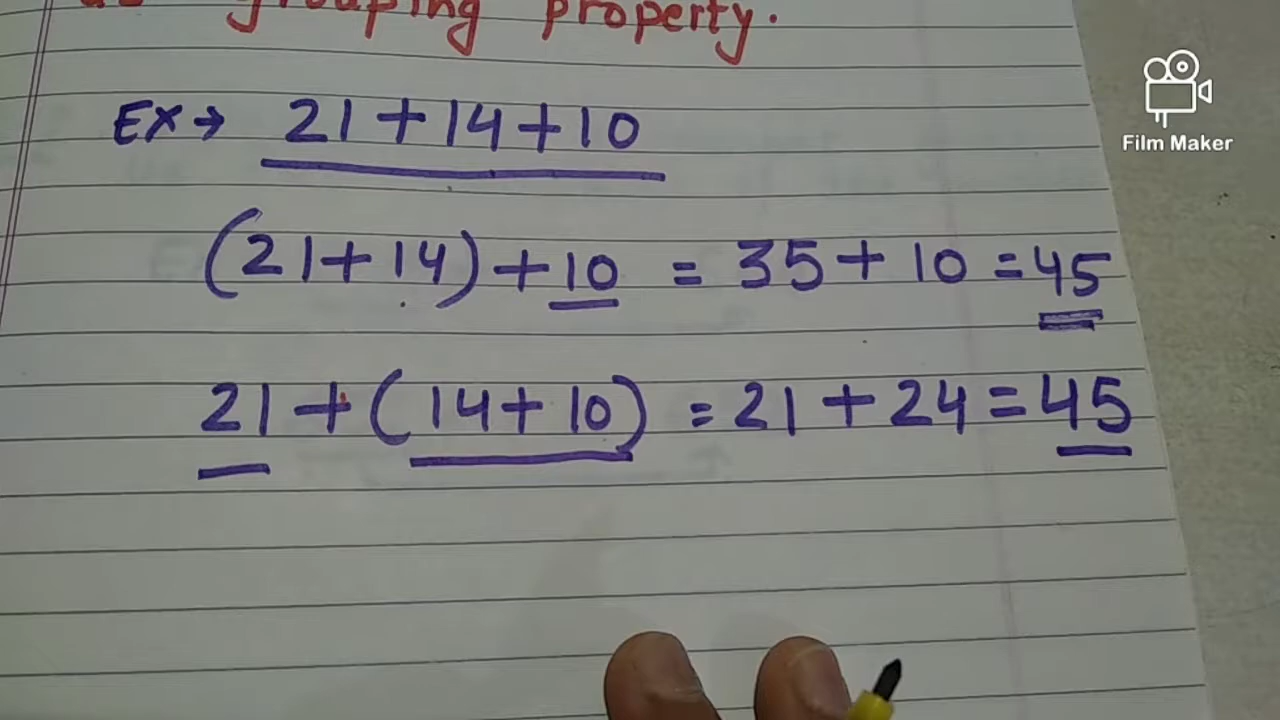 grouping property.
Ex → 21 + 14 + 10
(21 + 14) + 10 = 35 + 10 = 45
21 + (14 + 10) = 21 + 24 = 45
Film Maker